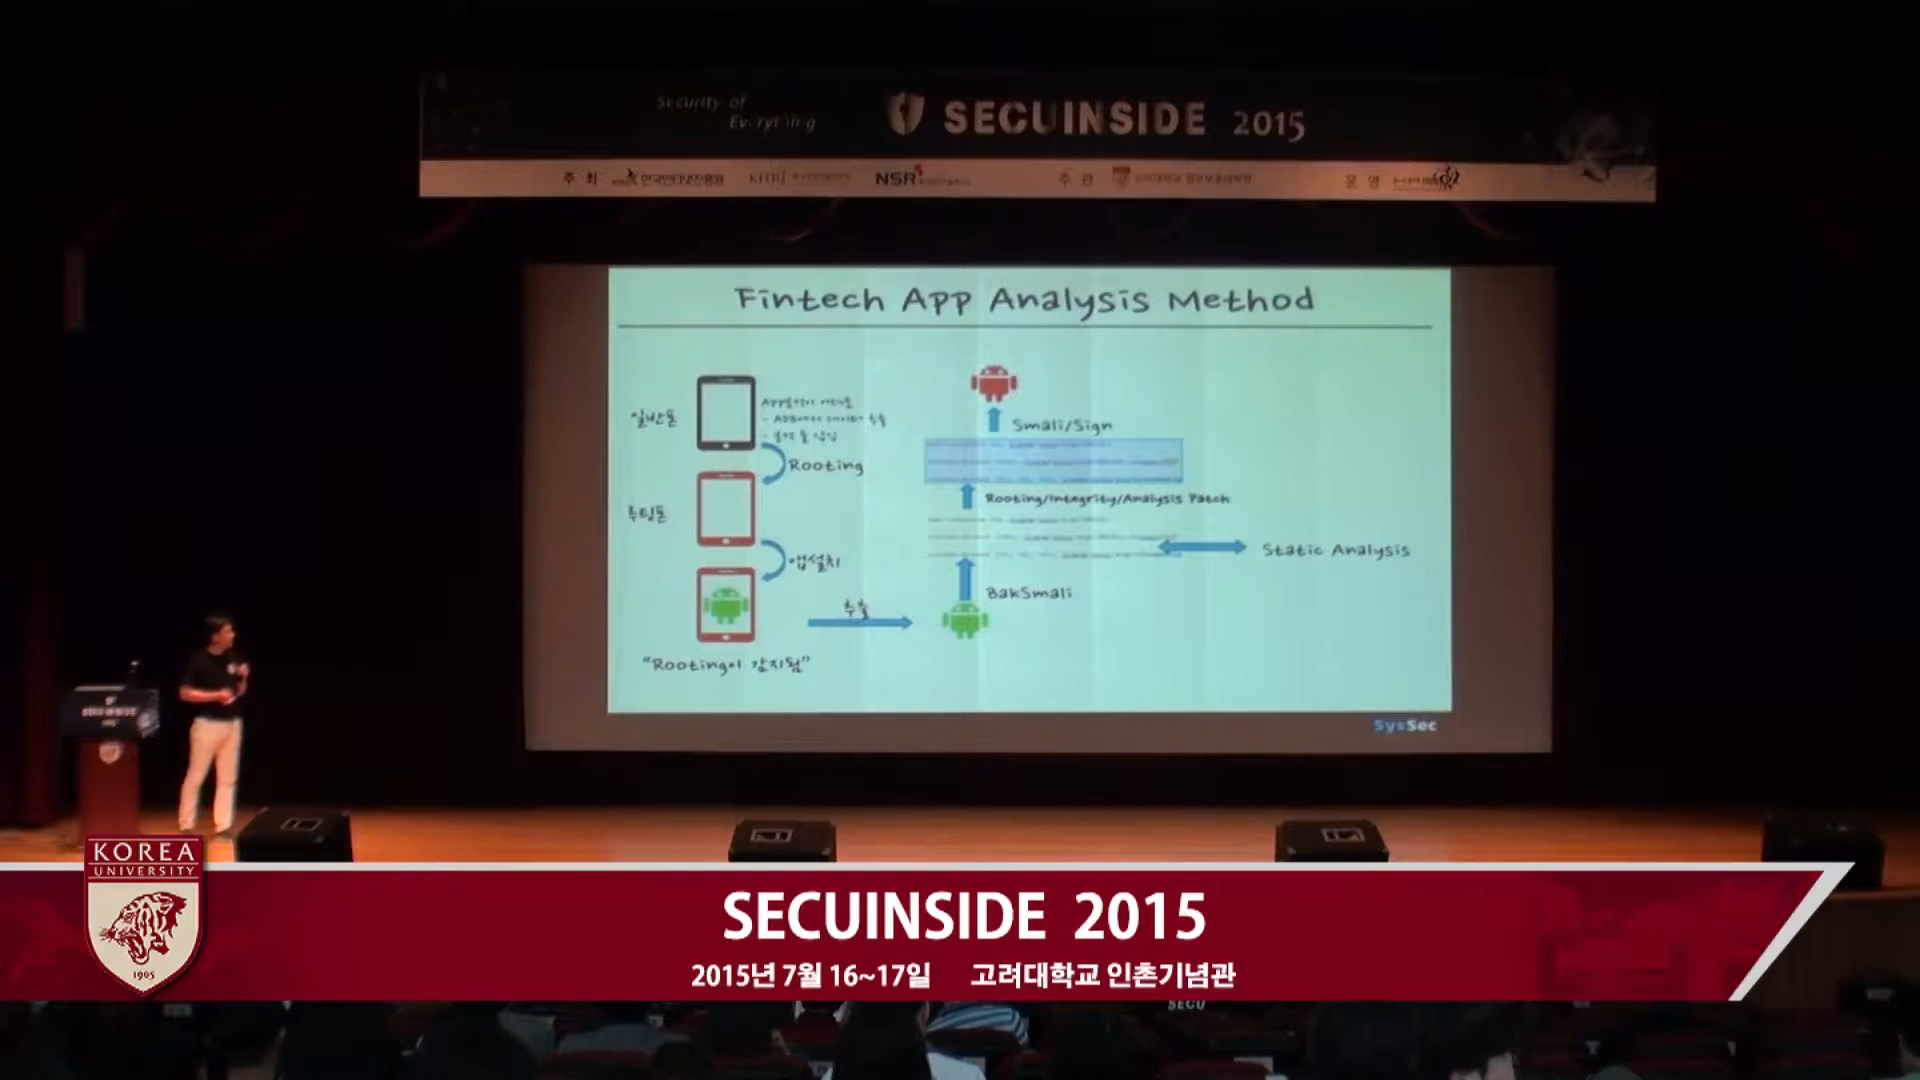 Security of
Everything
SECUINSIDE 2015
주 최
NSR
주 관
운 영
Fintech App Analysis Method
일반폰
Rooting
루팅폰
앱설치
"Rooting이 감지됨"
추출
Smali/Sign
Rooting/Integrity/Analysis Patch
Static Analysis
BakSmali
SysSec
SECUINSIDE
KOREA
UNIVERSITY
1905
SECUINSIDE 2015
2015년 7월 16~17일 고려대학교 인촌기념관
SECU